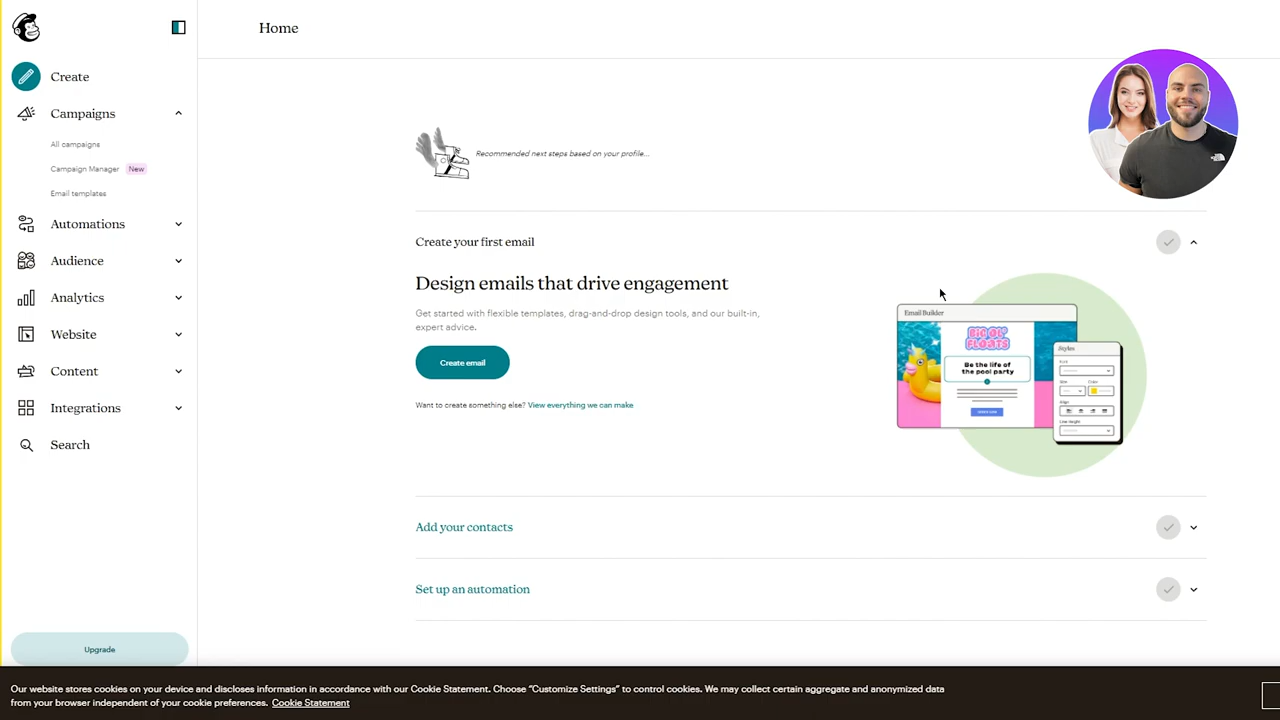 Home
Create
Campaigns
All campaigns
Campaign Manager New
Email templates
Automations
Audience
Analytics
Website
Content
Integrations
Search
Upgrade
Recommended next steps based on your profile...
Create your first email
Design emails that drive engagement
Get started with flexible templates, drag-and-drop design tools, and our built-in,
expert advice.
Create email
Want to create something else? View everything we can make
Email Builder
BIG OL'
FLOATS
Be the life of
the pool party
Styles
Font
Size
Color
Align
Line Height
Add your contacts
Set up an automation
Our website stores cookies on your device and discloses information in accordance with our Cookie Statement. Choose "Customize Settings" to control cookies. We may collect certain aggregate and anonymized data
from your browser independent of your cookie preferences. Cookie Statement